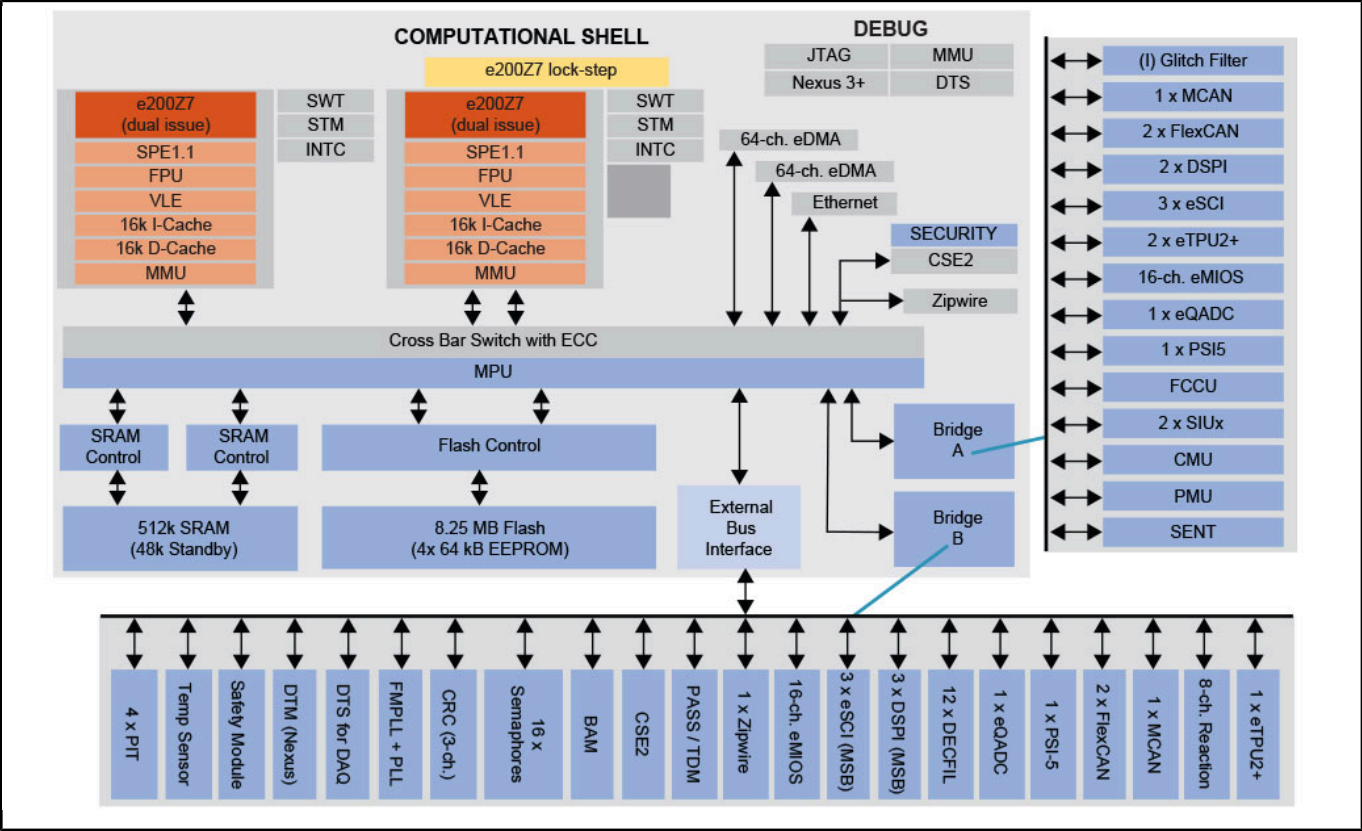 COMPUTATIONAL SHELL
DEBUG
JTAG
MMU
Nexus 3+
DTS
e200Z7 lock-step
e200Z7
(dual issue)
SPE1.1
FPU
VLE
16k I-Cache
16k D-Cache
MMU
SWT
STM
INTC
e200Z7
(dual issue)
SPE1.1
FPU
VLE
16k I-Cache
16k D-Cache
MMU
SWT
STM
INTC
64-ch. eDMA
64-ch. eDMA
Ethernet
SECURITY
CSE2
Zipwire
Cross Bar Switch with ECC
MPU
SRAM
Control
SRAM
Control
Flash Control
512k SRAM
(48k Standby)
8.25 MB Flash
(4x 64 kB EEPROM)
External
Bus
Interface
Bridge
A
Bridge
B
(I) Glitch Filter
1 x MCAN
2 x FlexCAN
2 x DSPI
3 x eSCI
2 x eTPU2+
16-ch. eMIOS
1 x eQADC
1 x PSI5
FCCU
2 x SIUx
CMU
PMU
SENT
4 x PIT
Temp Sensor
Safety Module
DTM (Nexus)
DTS for DAQ
FMPLL + PLL
CRC (3-ch.)
16 x
Semaphores
BAM
CSE2
PASS / TDM
1 x Zipwire
16-ch. eMIOS
3 x eSCI (MSB)
3 x DSPI (MSB)
12 x DECFIL
1 x eQADC
1 x PSI-5
2 x FlexCAN
1 x MCAN
8-ch. Reaction
1 x eTPU2+